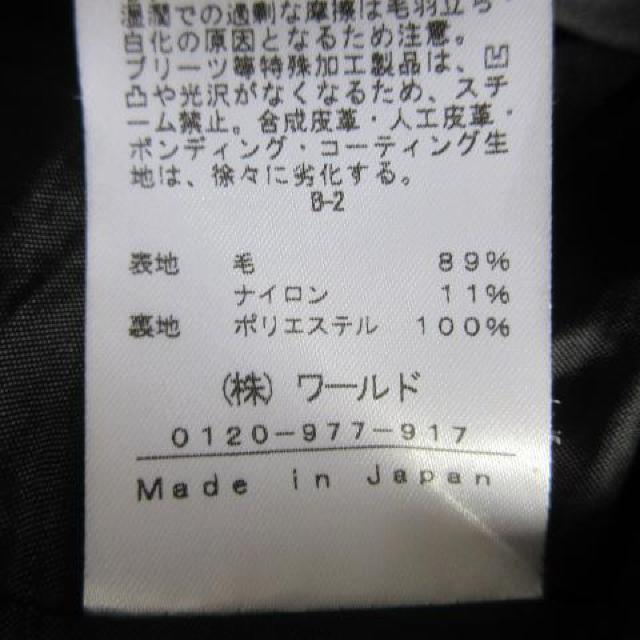 湿潤での過剰な摩擦は毛羽立ち・
白化の原因となるため注意。
プリーツ等特殊加工製品は、凹
凸や光沢がなくなるため、スチ
ーム禁止。合成皮革・人工皮革・
ボンディング・コーティング生
地は、徐々に劣化する。
B-2
表地 毛 89%
ナイロン 11%
裏地 ポリエステル 100%
(株) ワールド
0120-977-917
Made in Japan